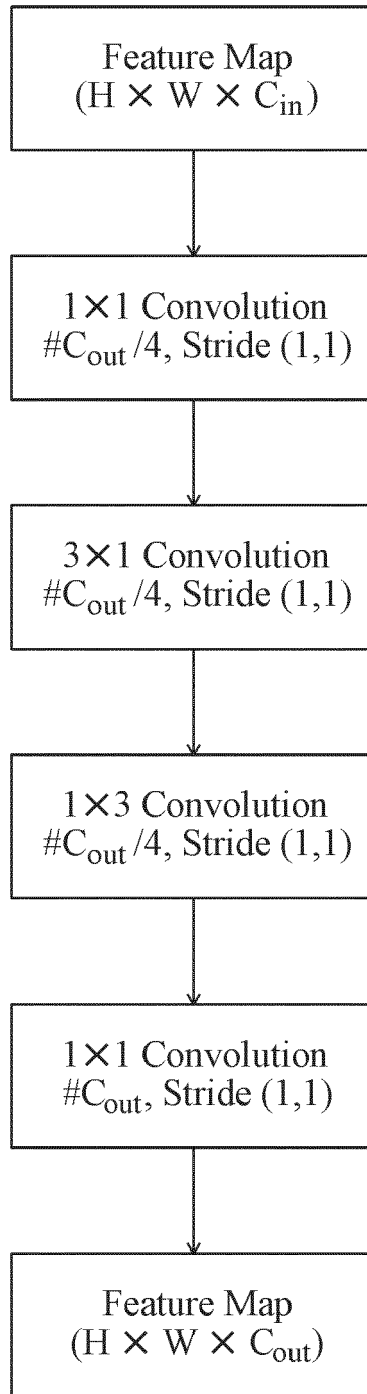 Feature Map
(H × W × C_in)
1×1 Convolution
#C_out/4, Stride (1,1)
3×1 Convolution
#C_out/4, Stride (1,1)
1×3 Convolution
#C_out/4, Stride (1,1)
1×1 Convolution
#C_out, Stride (1,1)
Feature Map
(H × W × C_out)